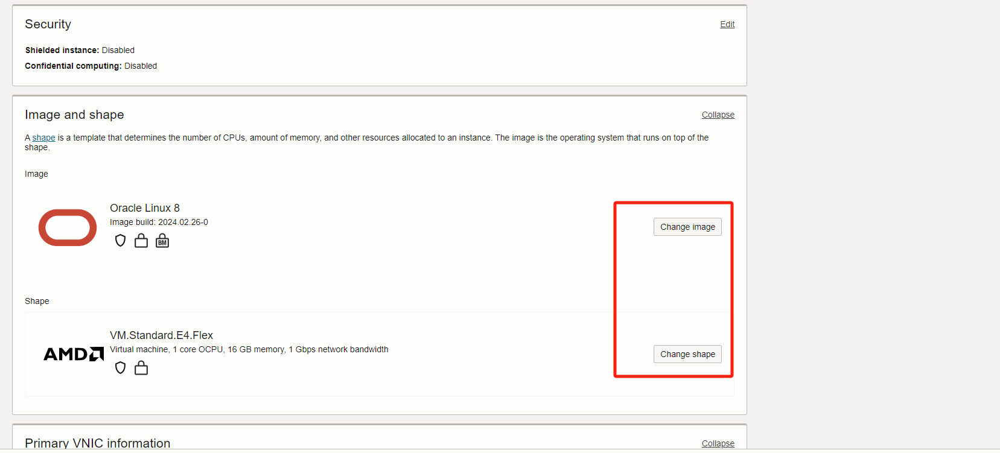 Security
Edit
Shielded instance: Disabled
Confidential computing: Disabled
Image and shape
Collapse
A shape is a template that determines the number of CPUs, amount of memory, and other resources allocated to an instance. The image is the operating system that runs on top of the
shape.
Image
Oracle Linux 8
Image build: 2024.02.26-0
BM
Change image
Shape
AMD
VM.Standard.E4.Flex
Virtual machine, 1 core OCPU, 16 GB memory, 1 Gbps network bandwidth
Change shape
Primary VNIC information
Collapse